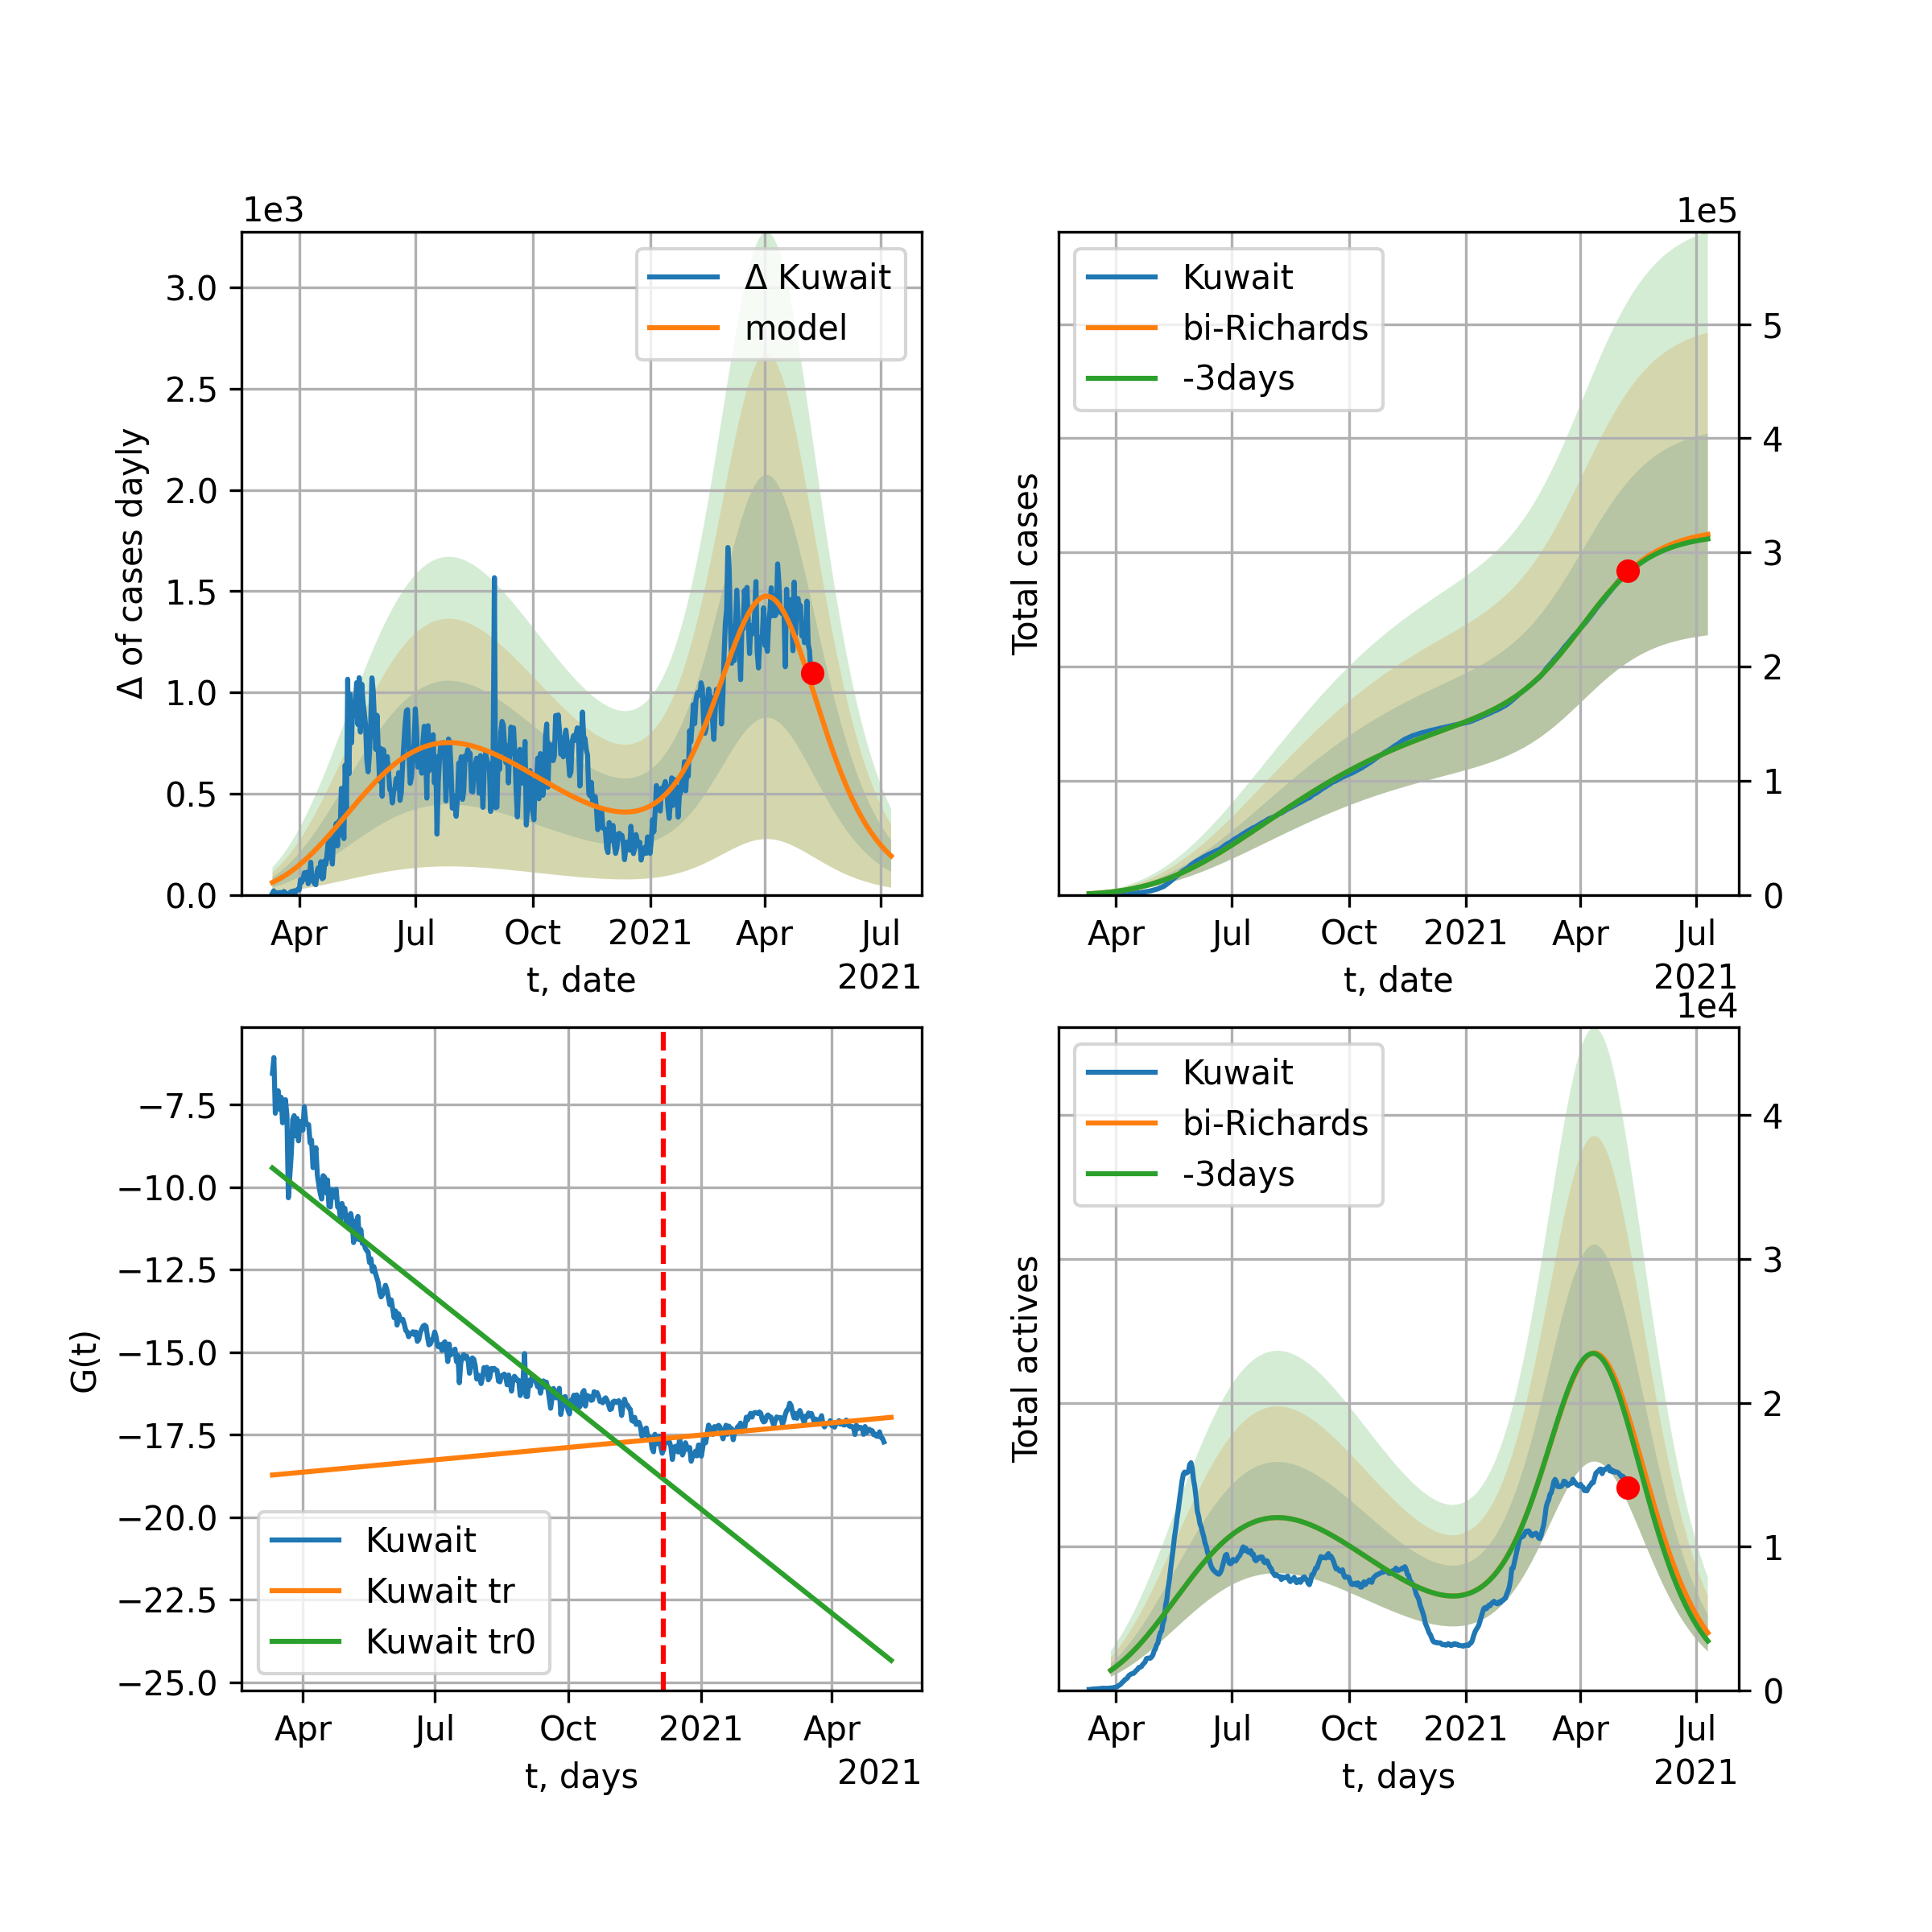 1e3
Δ of cases dayly
3.0
2.5
2.0
1.5
1.0
0.5
0.0
Δ Kuwait
model
Apr Jul Oct 2021 Apr Jul
2021
t, date
1e5
Total cases
Kuwait
bi-Richards
-3days
5
4
3
2
1
0
Apr Jul Oct 2021 Apr Jul
2021
t, date
G(t)
−7.5
−10.0
−12.5
−15.0
−17.5
−20.0
−22.5
−25.0
Kuwait
Kuwait tr
Kuwait tr0
Apr Jul Oct 2021 Apr
2021
t, days
1e4
Total actives
Kuwait
bi-Richards
-3days
4
3
2
1
0
Apr Jul Oct 2021 Apr Jul
2021
t, days